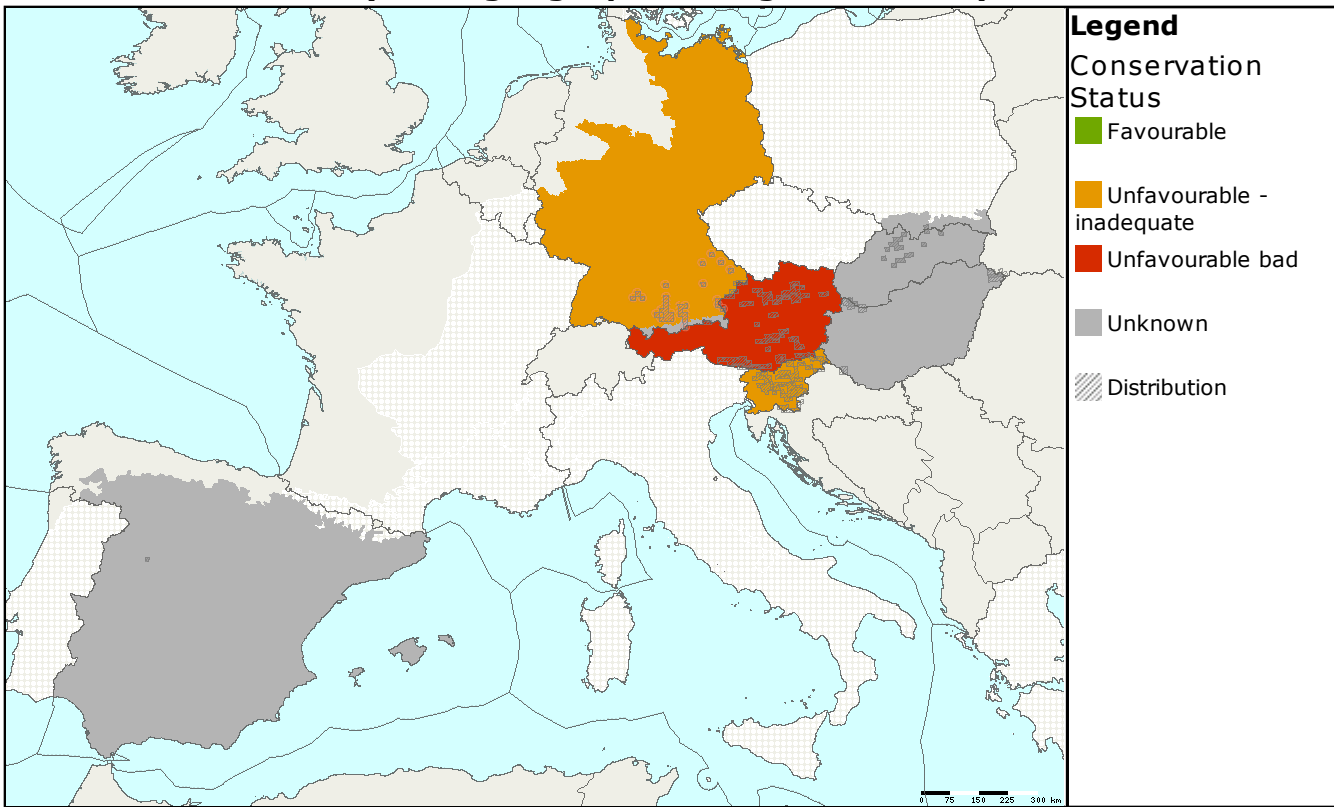 Legend
Conservation
Status
Favourable
Unfavourable -
inadequate
Unfavourable bad
Unknown
Distribution
0 75 150 225 300 km